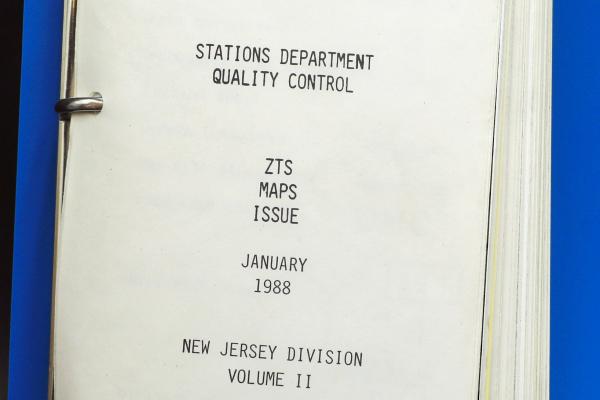 STATIONS DEPARTMENT
QUALITY CONTROL
ZTS
MAPS
ISSUE
JANUARY
1988
NEW JERSEY DIVISION
VOLUME II